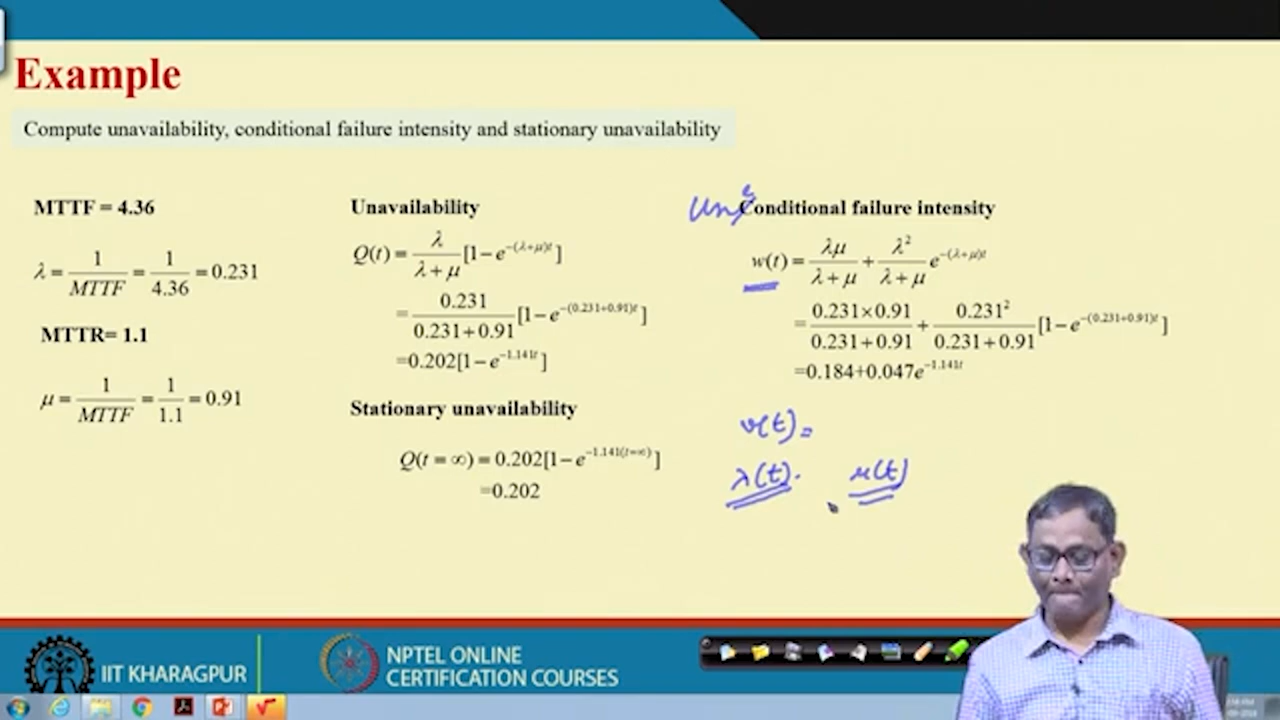 Example
Compute unavailability, conditional failure intensity and stationary unavailability
MTTF = 4.36
λ = 1/MTTF = 1/4.36 = 0.231
MTTR= 1.1
μ = 1/MTTF = 1/1.1 = 0.91
Unavailability
Q(t) = λ/(λ+μ) [1−e^{−(λ+μ)t}]
= 0.231/(0.231+0.91) [1−e^{−(0.231+0.91)t}]
=0.202[1−e^{−1.141t}]
Stationary unavailability
Q(t = ∞) = 0.202[1−e^{−1.141(t=∞)}]
=0.202
Conditional failure intensity
w(t) = λμ/(λ+μ) + λ²/(λ+μ) e^{−(λ+μ)t}
= 0.231×0.91/(0.231+0.91) + 0.231²/(0.231+0.91) [1−e^{−(0.231+0.91)t}]
=0.184+0.047e^{−1.141t}
v(t) =
λ(t). μ(t)
IIT KHARAGPUR
NPTEL ONLINE
CERTIFICATION COURSES